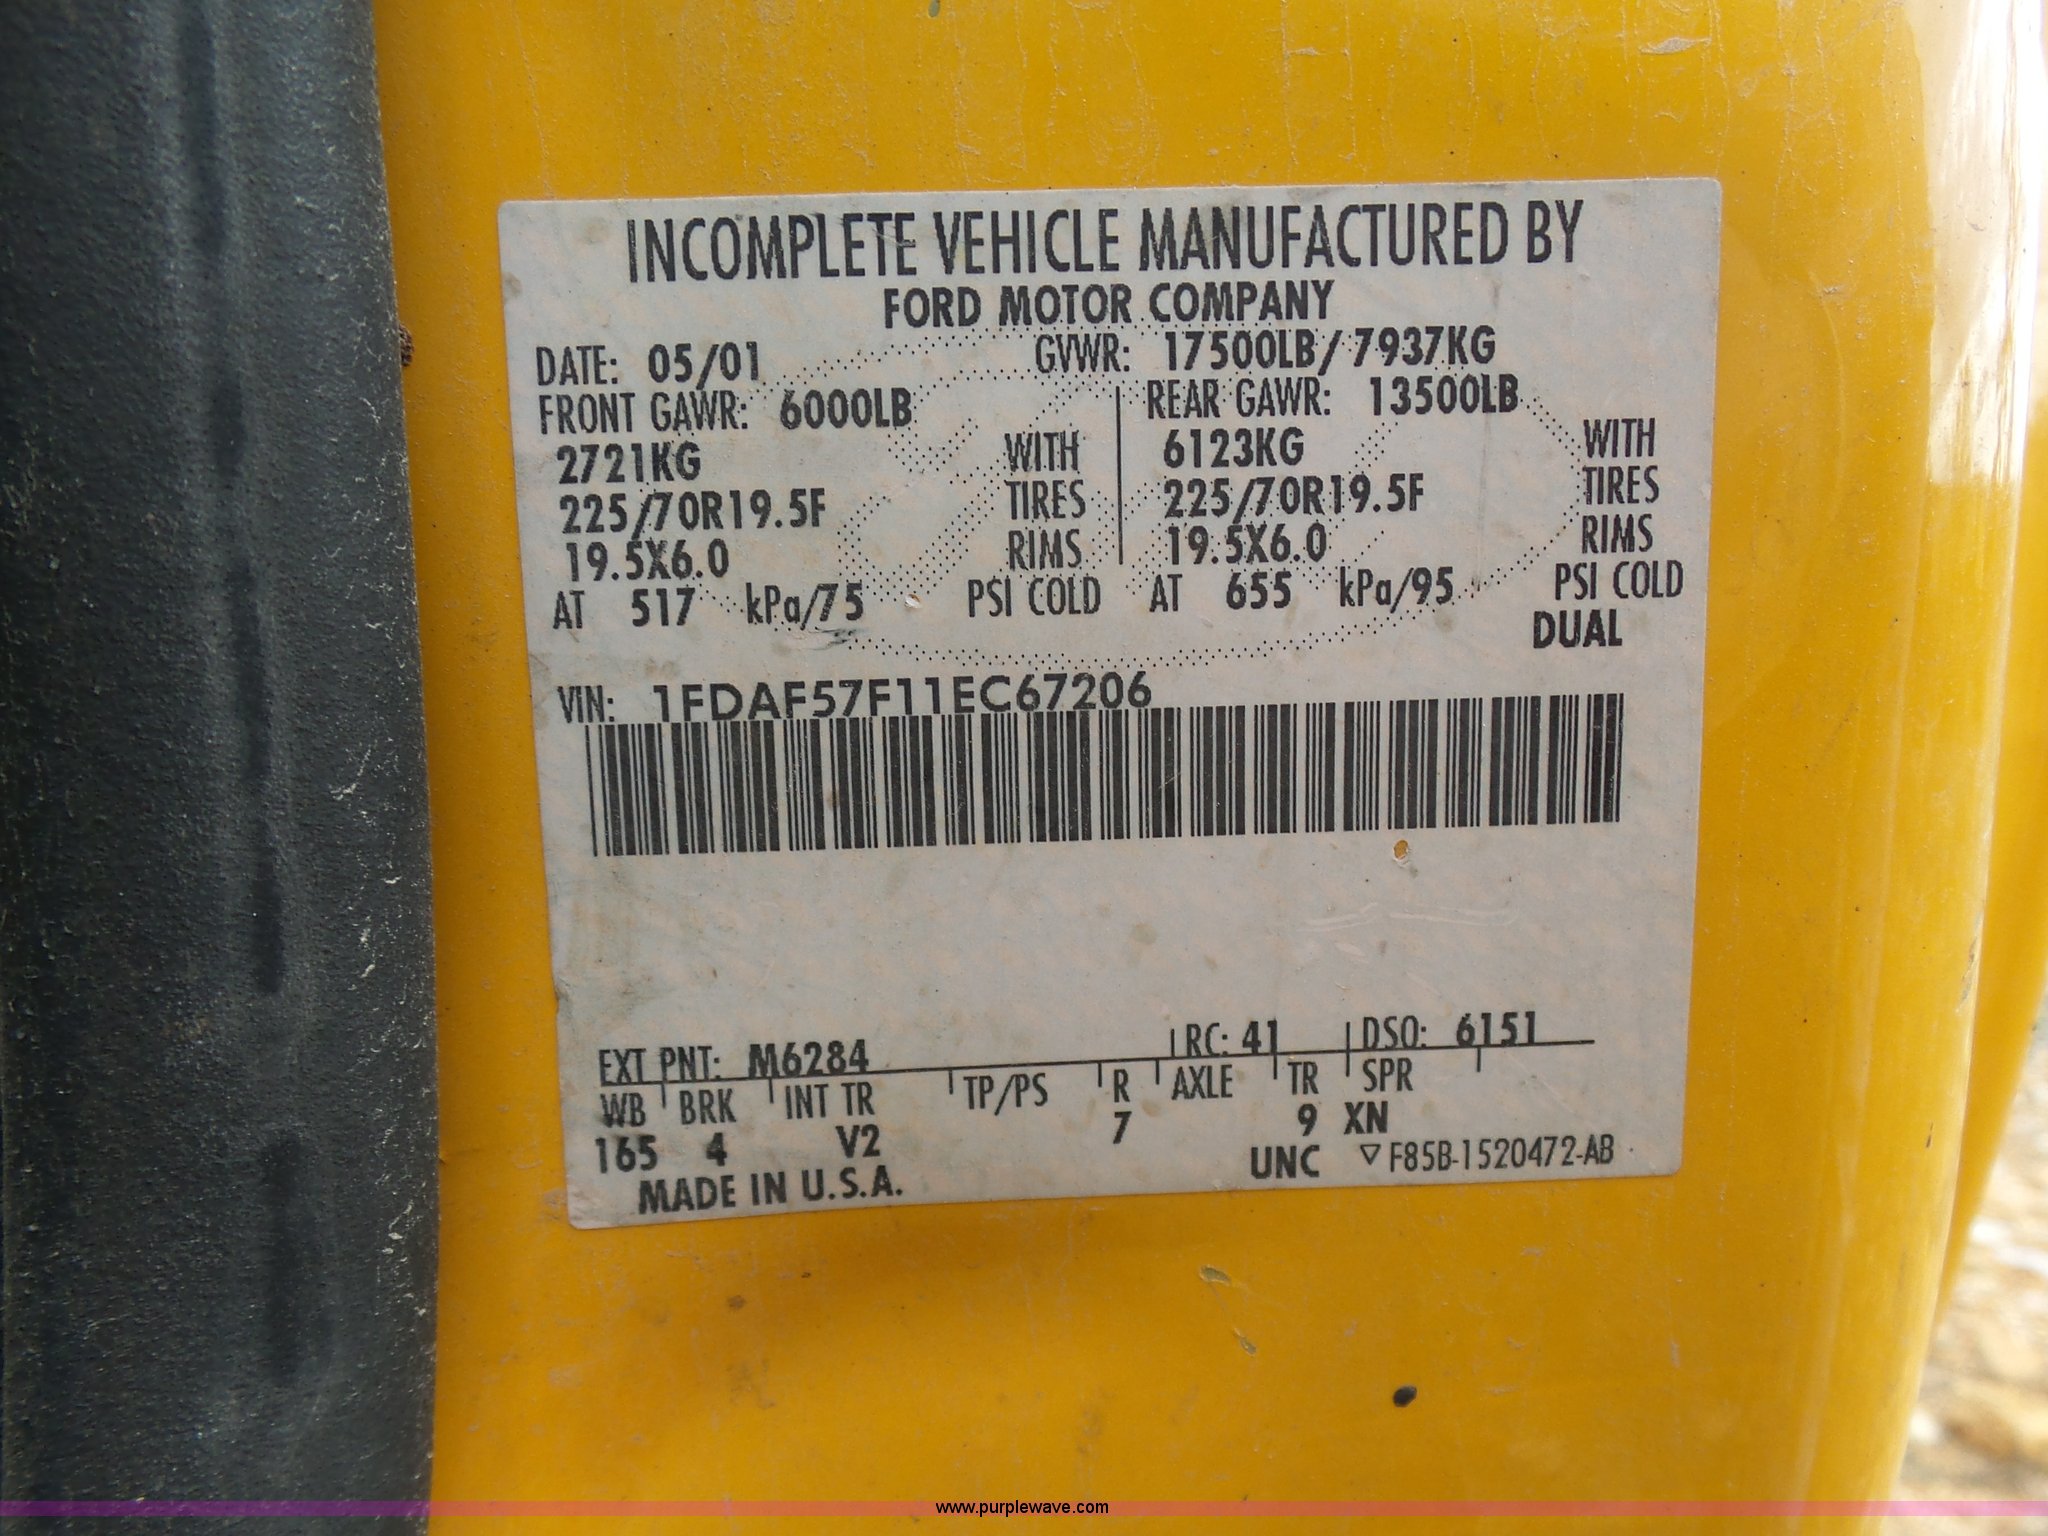 INCOMPLETE VEHICLE MANUFACTURED BY
FORD MOTOR COMPANY
DATE: 05/01 GVWR: 17500LB/7937KG
FRONT GAWR: 6000LB REAR GAWR: 13500LB
2721KG WITH 6123KG WITH
225/70R19.5F TIRES 225/70R19.5F TIRES
19.5X6.0 RIMS 19.5X6.0 RIMS
AT 517 kPa/75 PSI COLD AT 655 kPa/95 PSI COLD
DUAL
VIN: 1FDAF57F11EC67206
EXT PNT: M6284 RC: 41 DSO: 6151
WB BRK INT TR TP/PS R AXLE TR SPR
165 4 V2 7 9 XN
MADE IN U.S.A. UNC ▽F85B-1520472-AB
www.purplewave.com